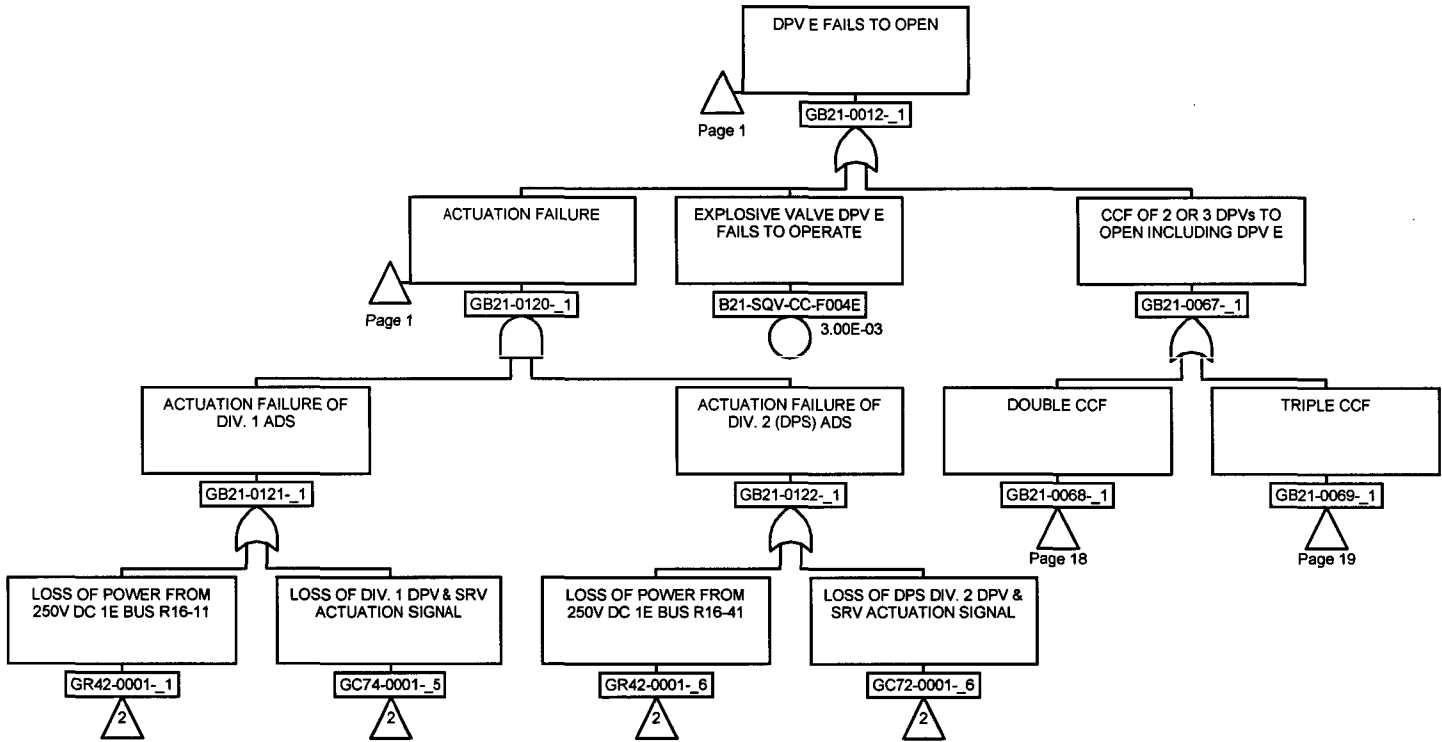 DPV E FAILS TO OPEN
Page 1
GB21-0012-_1
ACTUATION FAILURE
EXPLOSIVE VALVE DPV E
FAILS TO OPERATE
CCF OF 2 OR 3 DPVs TO
OPEN INCLUDING DPV E
Page 1
GB21-0120-_1
B21-SQV-CC-F004E
3.00E-03
GB21-0067-_1
ACTUATION FAILURE OF
DIV. 1 ADS
ACTUATION FAILURE OF
DIV. 2 (DPS) ADS
DOUBLE CCF
TRIPLE CCF
GB21-0121-_1
GB21-0122-_1
GB21-0068-_1
GB21-0069-_1
Page 18
Page 19
LOSS OF POWER FROM
250V DC 1E BUS R16-11
LOSS OF DIV. 1 DPV & SRV
ACTUATION SIGNAL
LOSS OF POWER FROM
250V DC 1E BUS R16-41
LOSS OF DPS DIV. 2 DPV &
SRV ACTUATION SIGNAL
GR42-0001-_1
GC74-0001-_5
GR42-0001-_6
GC72-0001-_6
2
2
2
2